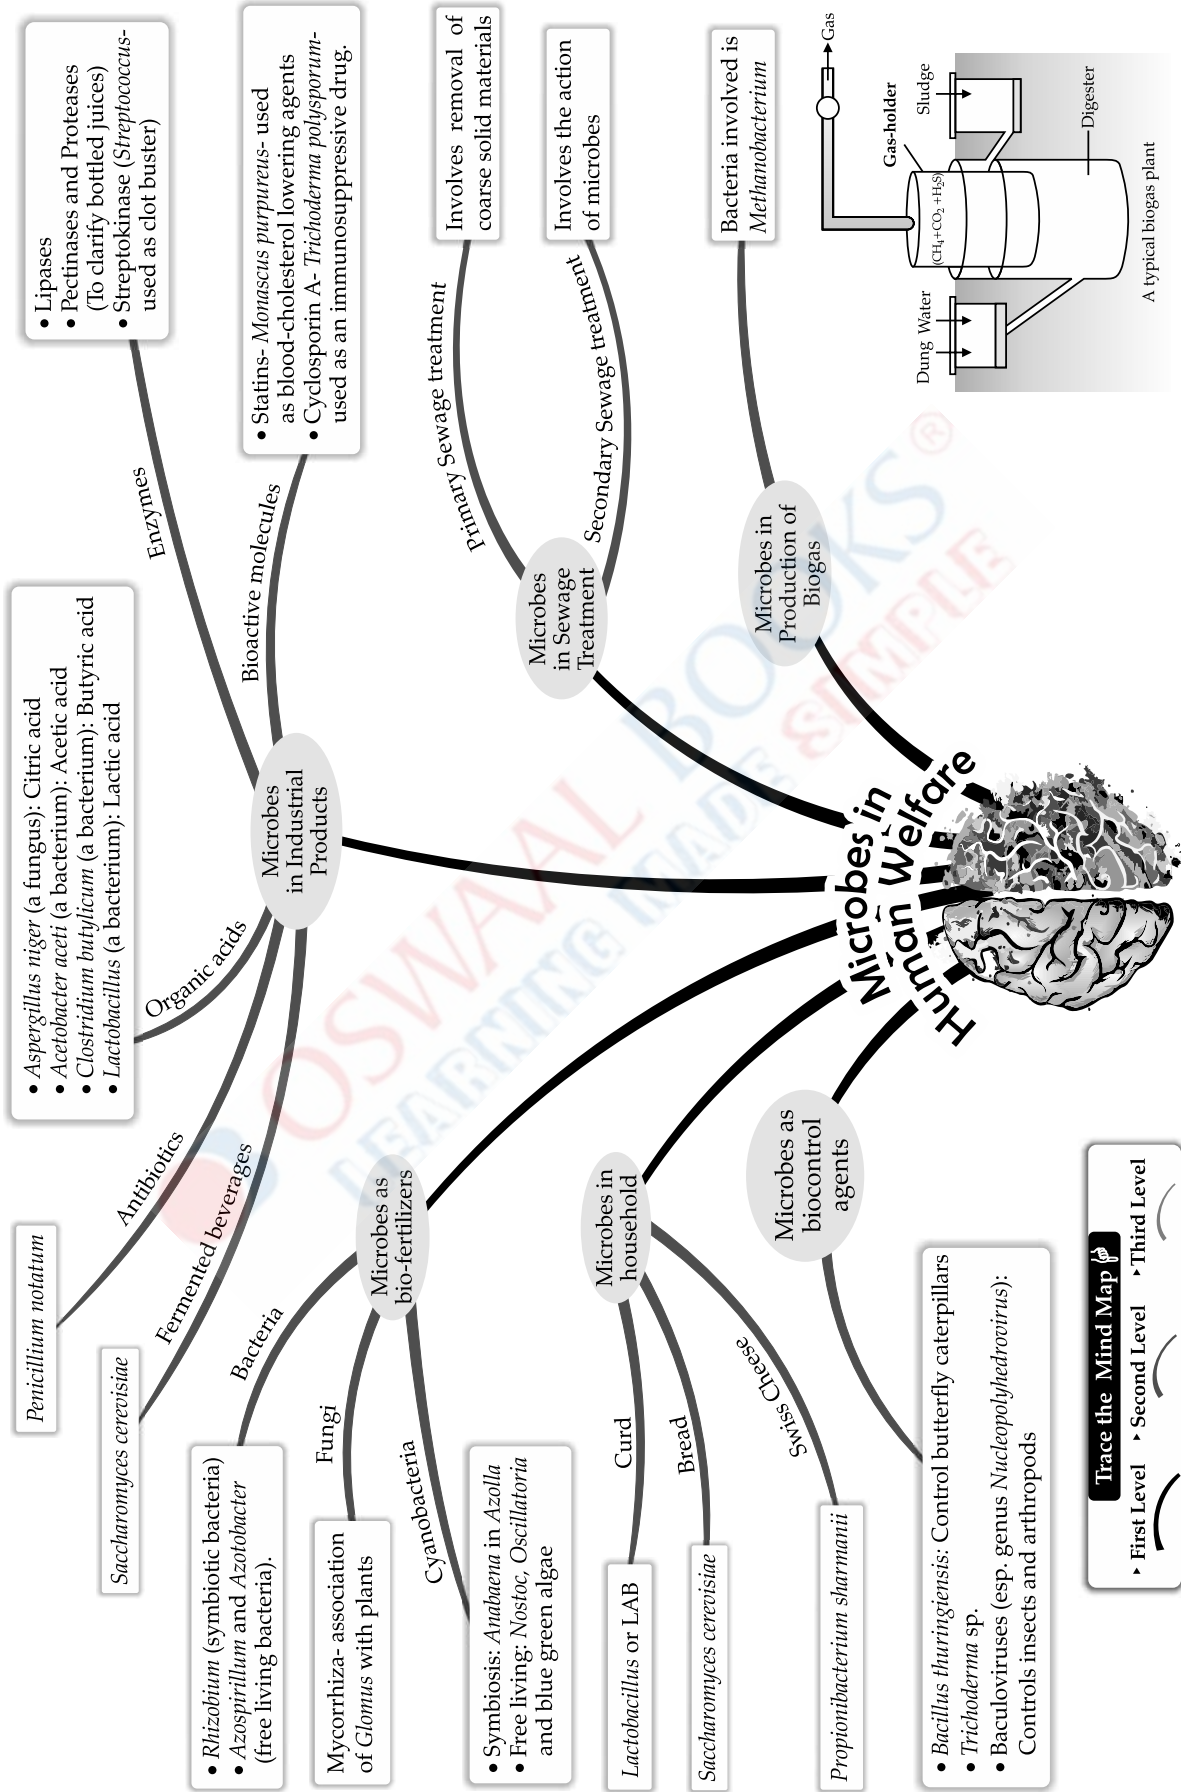 Microbes in
Human Welfare
Microbes as
biocontrol
agents
• Bacillus thuringiensis: Control butterfly caterpillars
• Trichoderma sp.
• Baculoviruses (esp. genus Nucleopolyhedrovirus):
Controls insects and arthropods
Microbes in
household
Curd
Lactobacillus or LAB
Bread
Saccharomyces cerevisiae
Swiss Cheese
Propionibacterium sharmanii
Microbes as
bio-fertilizers
Bacteria
• Rhizobium (symbiotic bacteria)
• Azospirillum and Azotobacter
(free living bacteria).
Fungi
Mycorrhiza- association
of Glomus with plants
Cyanobacteria
• Symbiosis: Anabaena in Azolla
• Free living: Nostoc, Oscillatoria
and blue green algae
Microbes
in Industrial
Products
Fermented beverages
Saccharomyces cerevisiae
Antibiotics
Penicillium notatum
Organic acids
• Aspergillus niger (a fungus): Citric acid
• Acetobacter aceti (a bacterium): Acetic acid
• Clostridium butylicum (a bacterium): Butyric acid
• Lactobacillus (a bacterium): Lactic acid
Enzymes
• Lipases
• Pectinases and Proteases
(To clarify bottled juices)
• Streptokinase (Streptococcus-
used as clot buster)
Bioactive molecules
• Statins- Monascus purpureus- used
as blood-cholesterol lowering agents
• Cyclosporin A- Trichoderma polysporum-
used as an immunosuppressive drug.
Microbes
in Sewage
Treatment
Primary Sewage treatment
Involves removal of
coarse solid materials
Secondary Sewage treatment
Involves the action
of microbes
Microbes in
Production of
Biogas
Bacteria involved is
Methanobacterium
Gas
Gas-holder
Sludge
Dung Water
(CH₄+CO₂ +H₂S)
Digester
A typical biogas plant
Trace the Mind Map
First Level Second Level Third Level
OSWAAL BOOKS®
LEARNING MADE SIMPLE